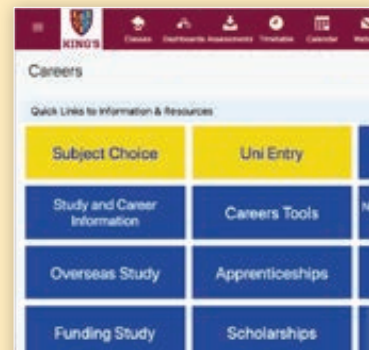 KING'S
Classes Dashboards Assessments Timetable Calendar
Careers
Quick Links to Information & Resources
Subject Choice Uni Entry
Study and Career
Information
Careers Tools
Overseas Study Apprenticeships
Funding Study Scholarships